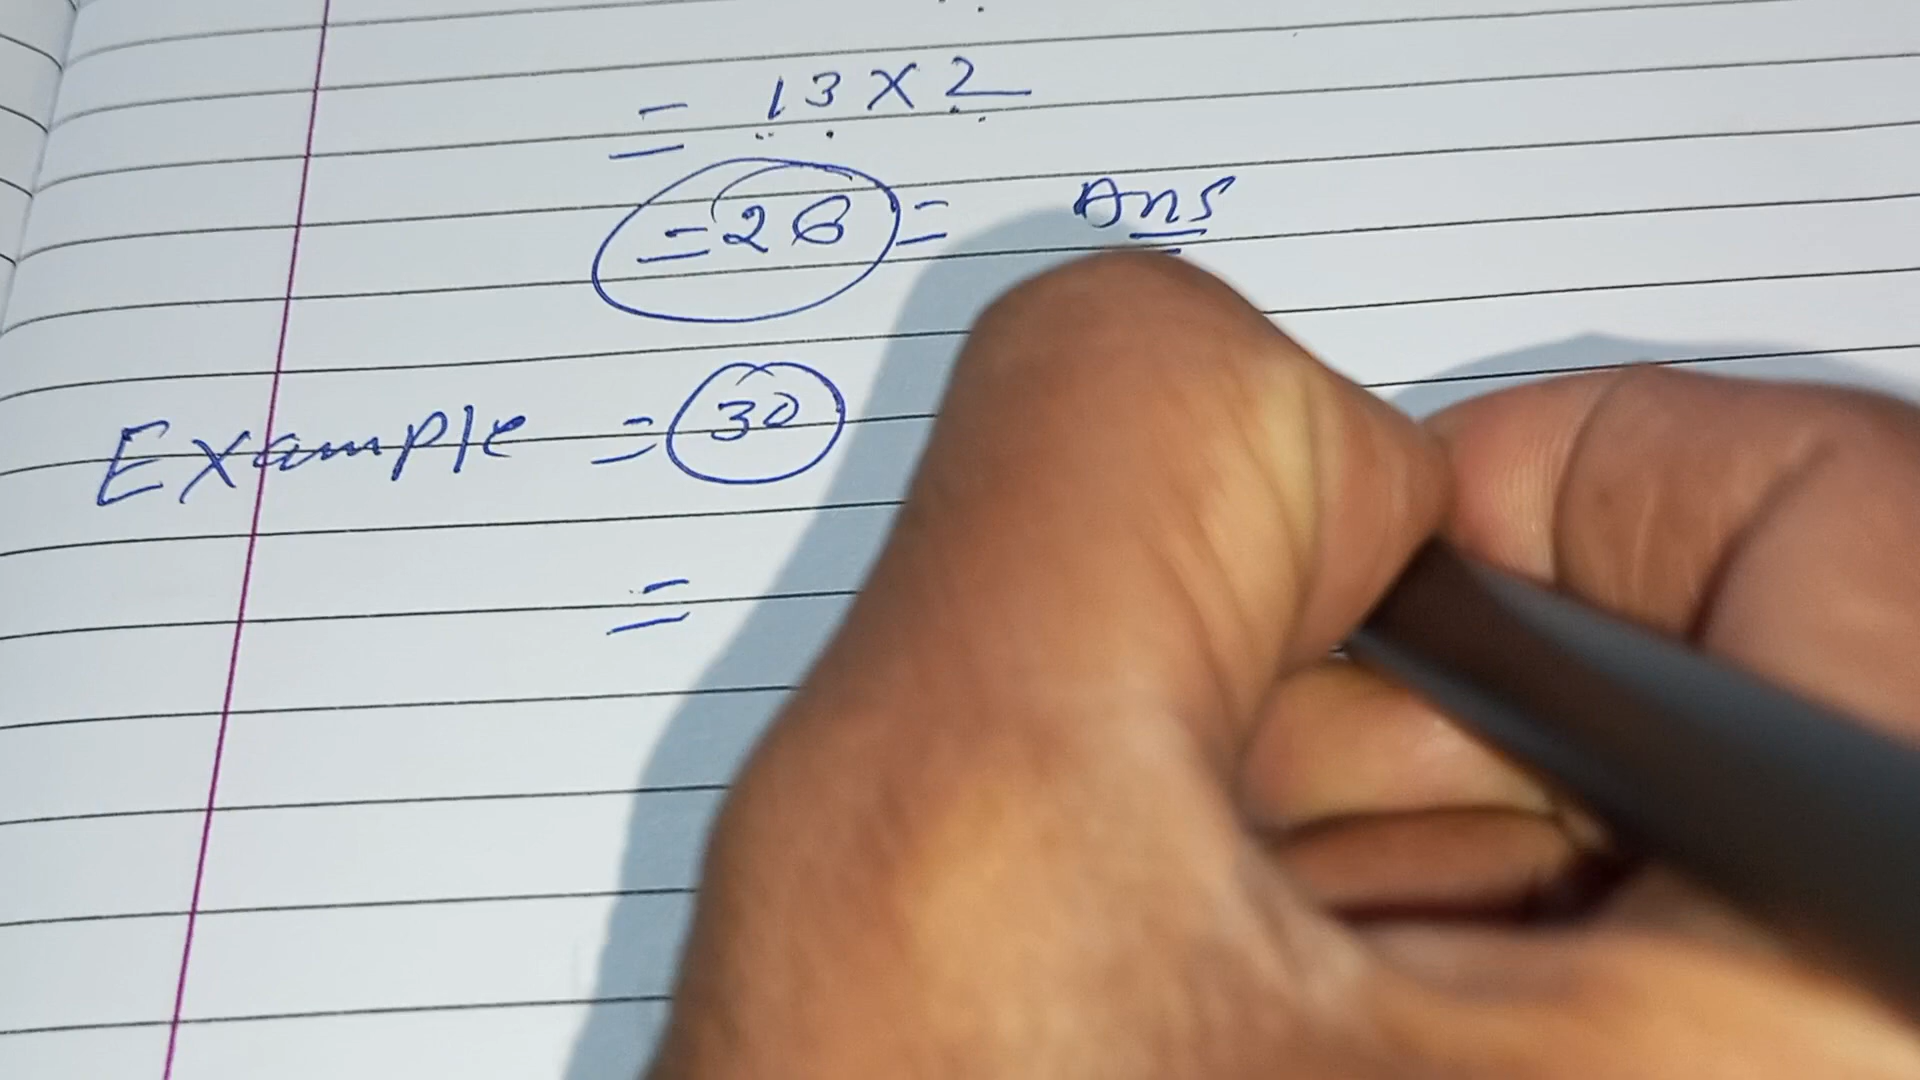 = 13 × 2
= 26 = Ans
Example = 30
=